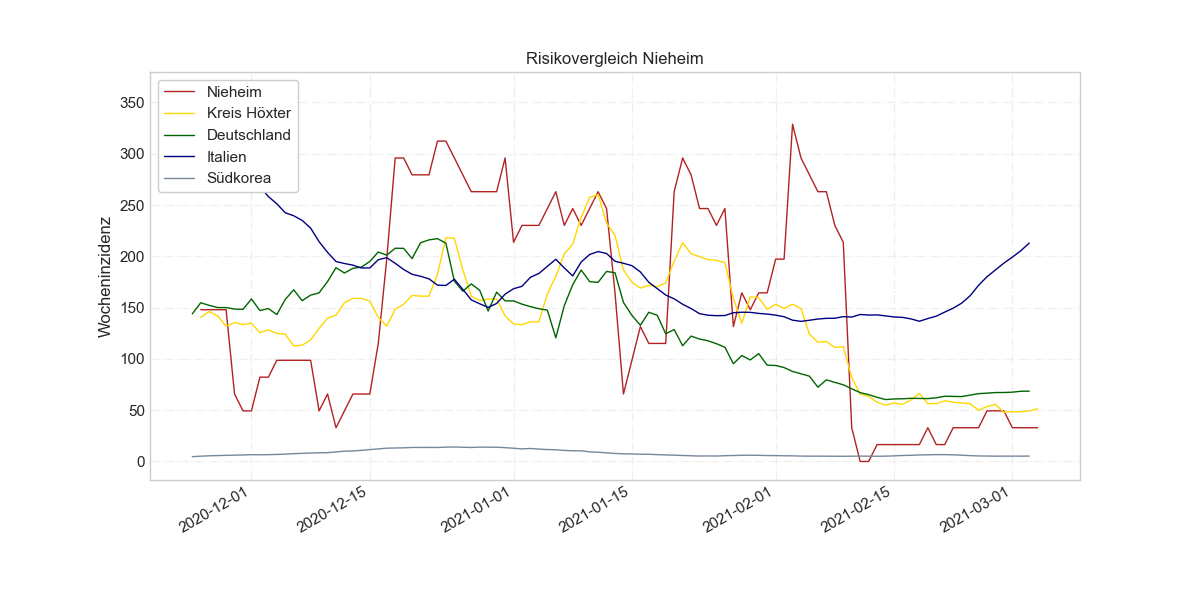 Risikovergleich Nieheim
Wocheninzidenz
350
300
250
200
150
100
50
0
Nieheim
Kreis Höxter
Deutschland
Italien
Südkorea
2020-12-01
2020-12-15
2021-01-01
2021-01-15
2021-02-01
2021-02-15
2021-03-01